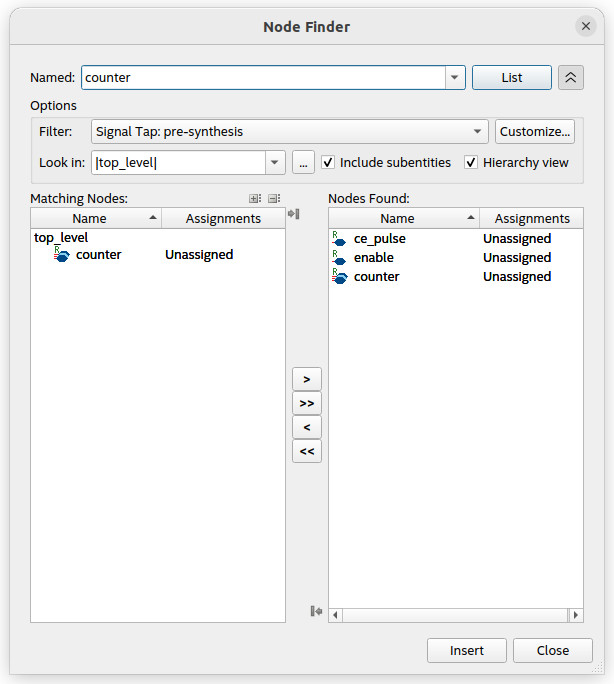 Node Finder
Named: counter List
Options
Filter: Signal Tap: pre-synthesis Customize...
Look in: |top_level| ... Include subentities Hierarchy view
Matching Nodes: Nodes Found:
Name Assignments Name Assignments
top_level R ce_pulse Unassigned
R counter Unassigned R enable Unassigned
R counter Unassigned
>
>>
<
<<
Insert Close